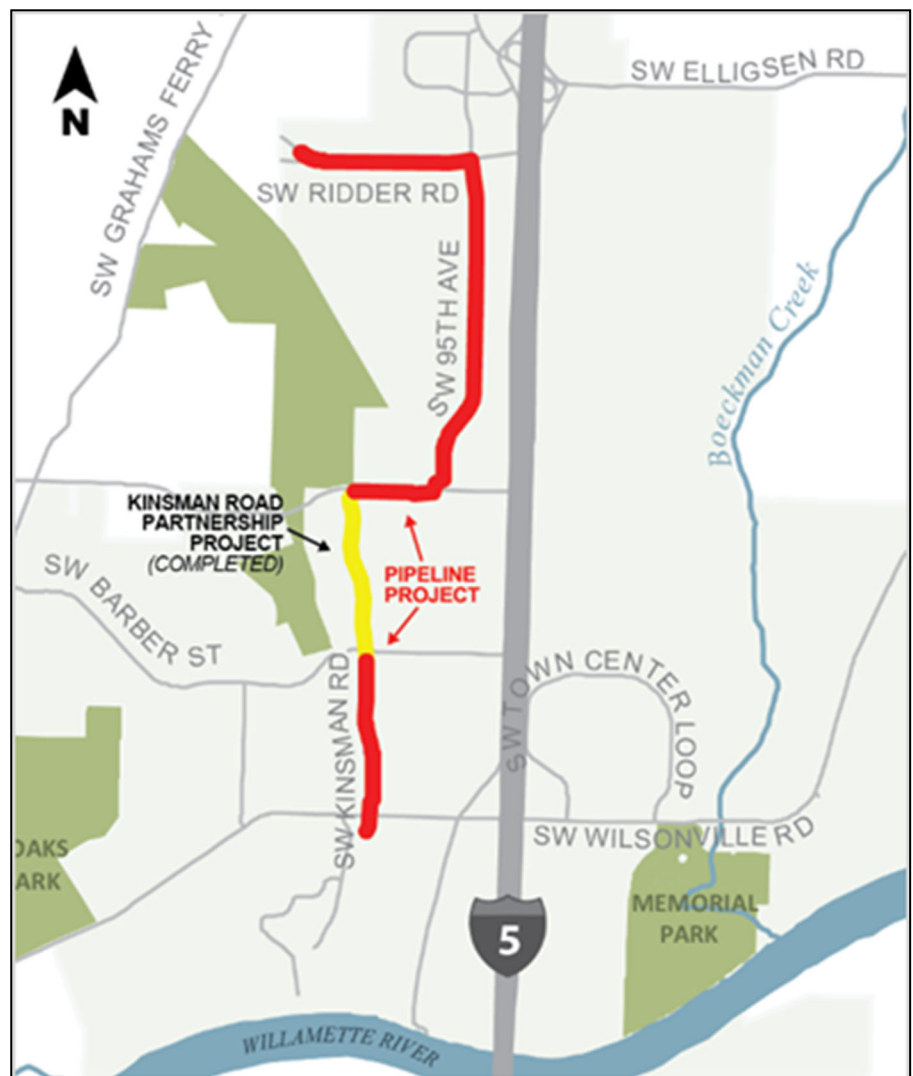 SW ELLIGSEN RD
SW GRAHAMS FERRY
N
SW RIDDER RD
SW 95TH AVE
Boeckman Creek
KINSMAN ROAD
PARTNERSHIP
PROJECT
(COMPLETED)
PIPELINE
PROJECT
SW BARBER ST
SW KINSMAN RD
SW TOWN CENTER LOOP
SW WILSONVILLE RD
OAKS
ARK
MEMORIAL
PARK
5
WILLAMETTE RIVER